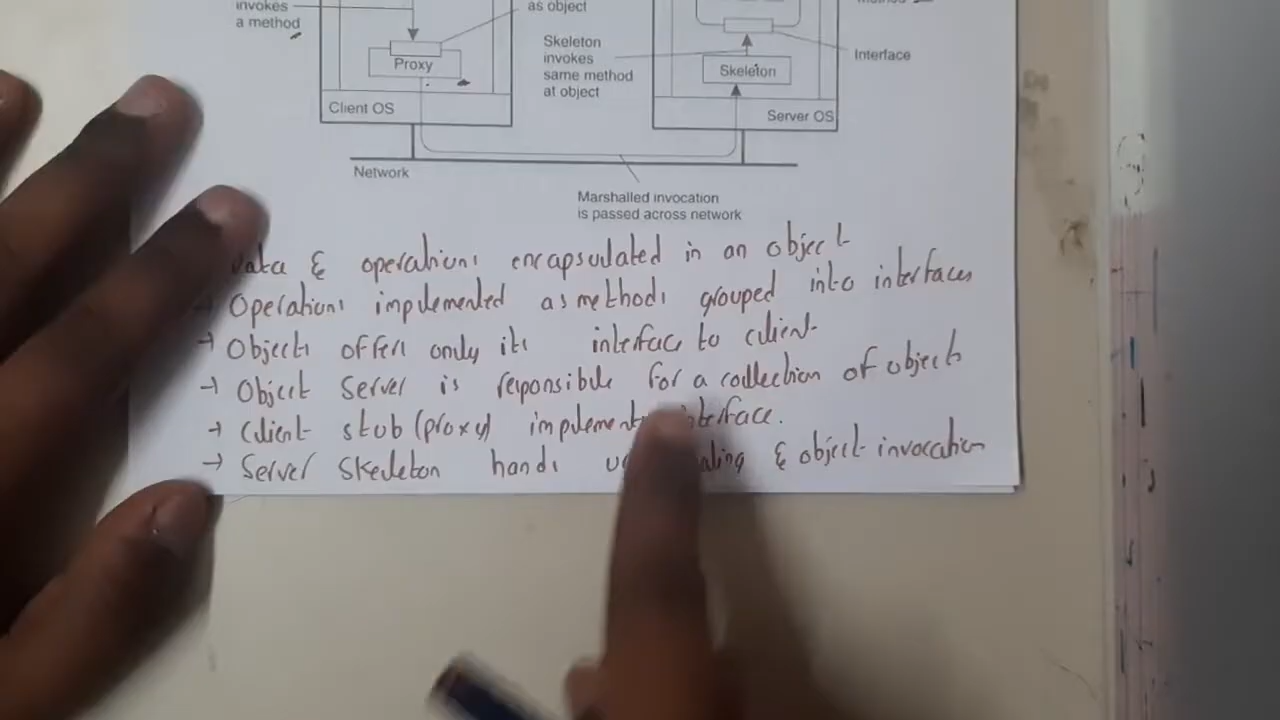 invokes
a method
as object
Proxy
Client OS
Skeleton
invokes
same method
at object
Interface
Skeleton
Server OS
Network
Marshalled invocation
is passed across network
Data & operations encapsulated in an object
→ Operations implemented as methods grouped into interfaces
→ Objects offers only its interface to client
→ Object Server is responsible for a collection of objects
→ Client stub (proxy) implements interface.
→ Server Skeleton hands & object invocation